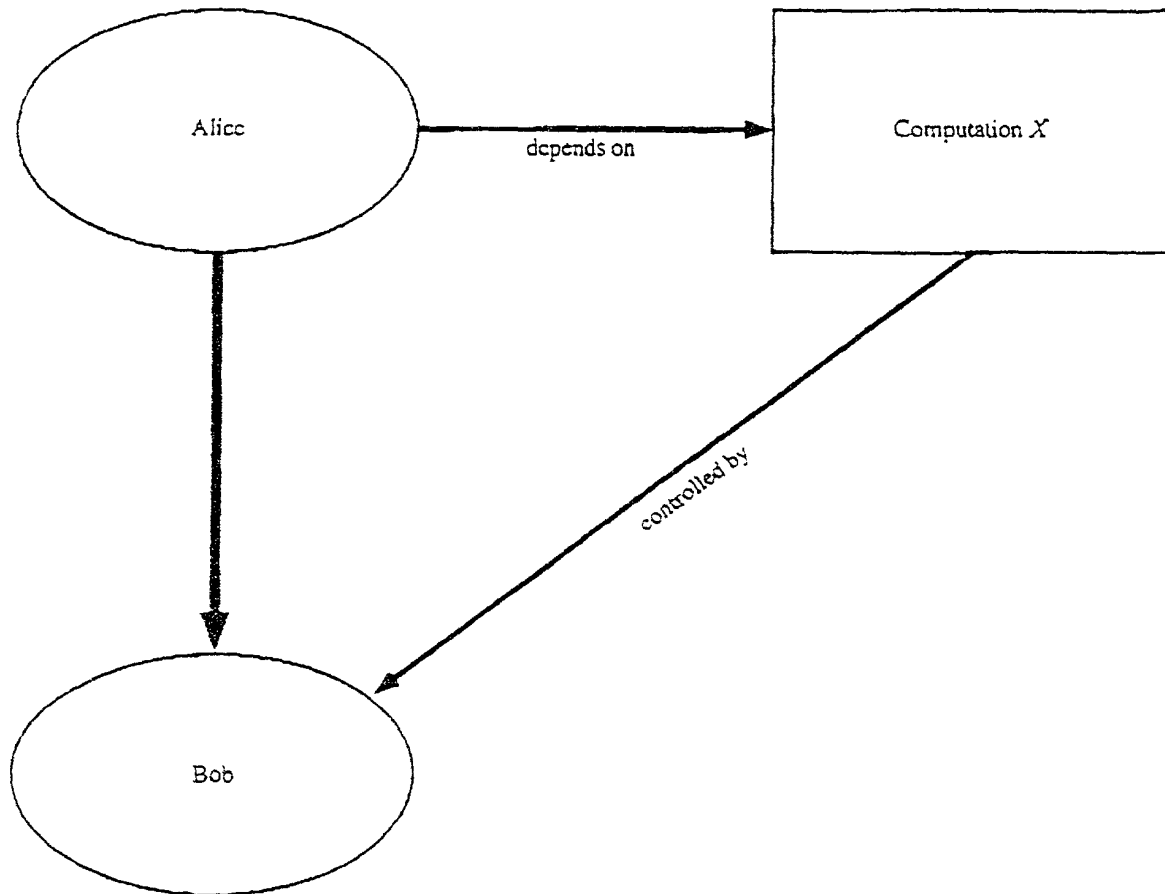 Alice
Computation X
depends on
controlled by
Bob